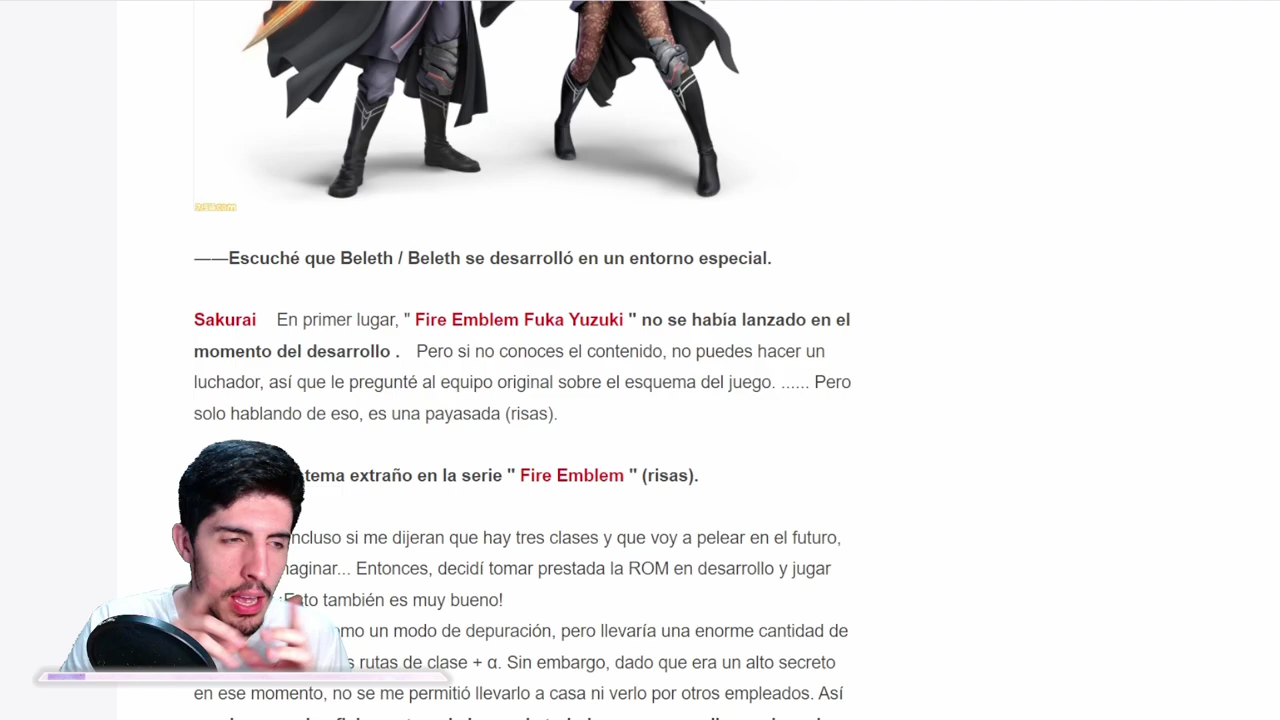 ——Escuché que Beleth / Beleth se desarrolló en un entorno especial.
Sakurai En primer lugar, " Fire Emblem Fuka Yuzuki " no se había lanzado en el
momento del desarrollo . Pero si no conoces el contenido, no puedes hacer un
luchador, así que le pregunté al equipo original sobre el esquema del juego. ...... Pero
solo hablando de eso, es una payasada (risas).
extraño en la serie " Fire Emblem " (risas).
si me dijeran que hay tres clases y que voy a pelear en el futuro,
Entonces, decidí tomar prestada la ROM en desarrollo y jugar
también es muy bueno!
un modo de depuración, pero llevaría una enorme cantidad de
rutas de clase + α. Sin embargo, dado que era un alto secreto
en ese momento, no se me permitió llevarlo a casa ni verlo por otros empleados. Así